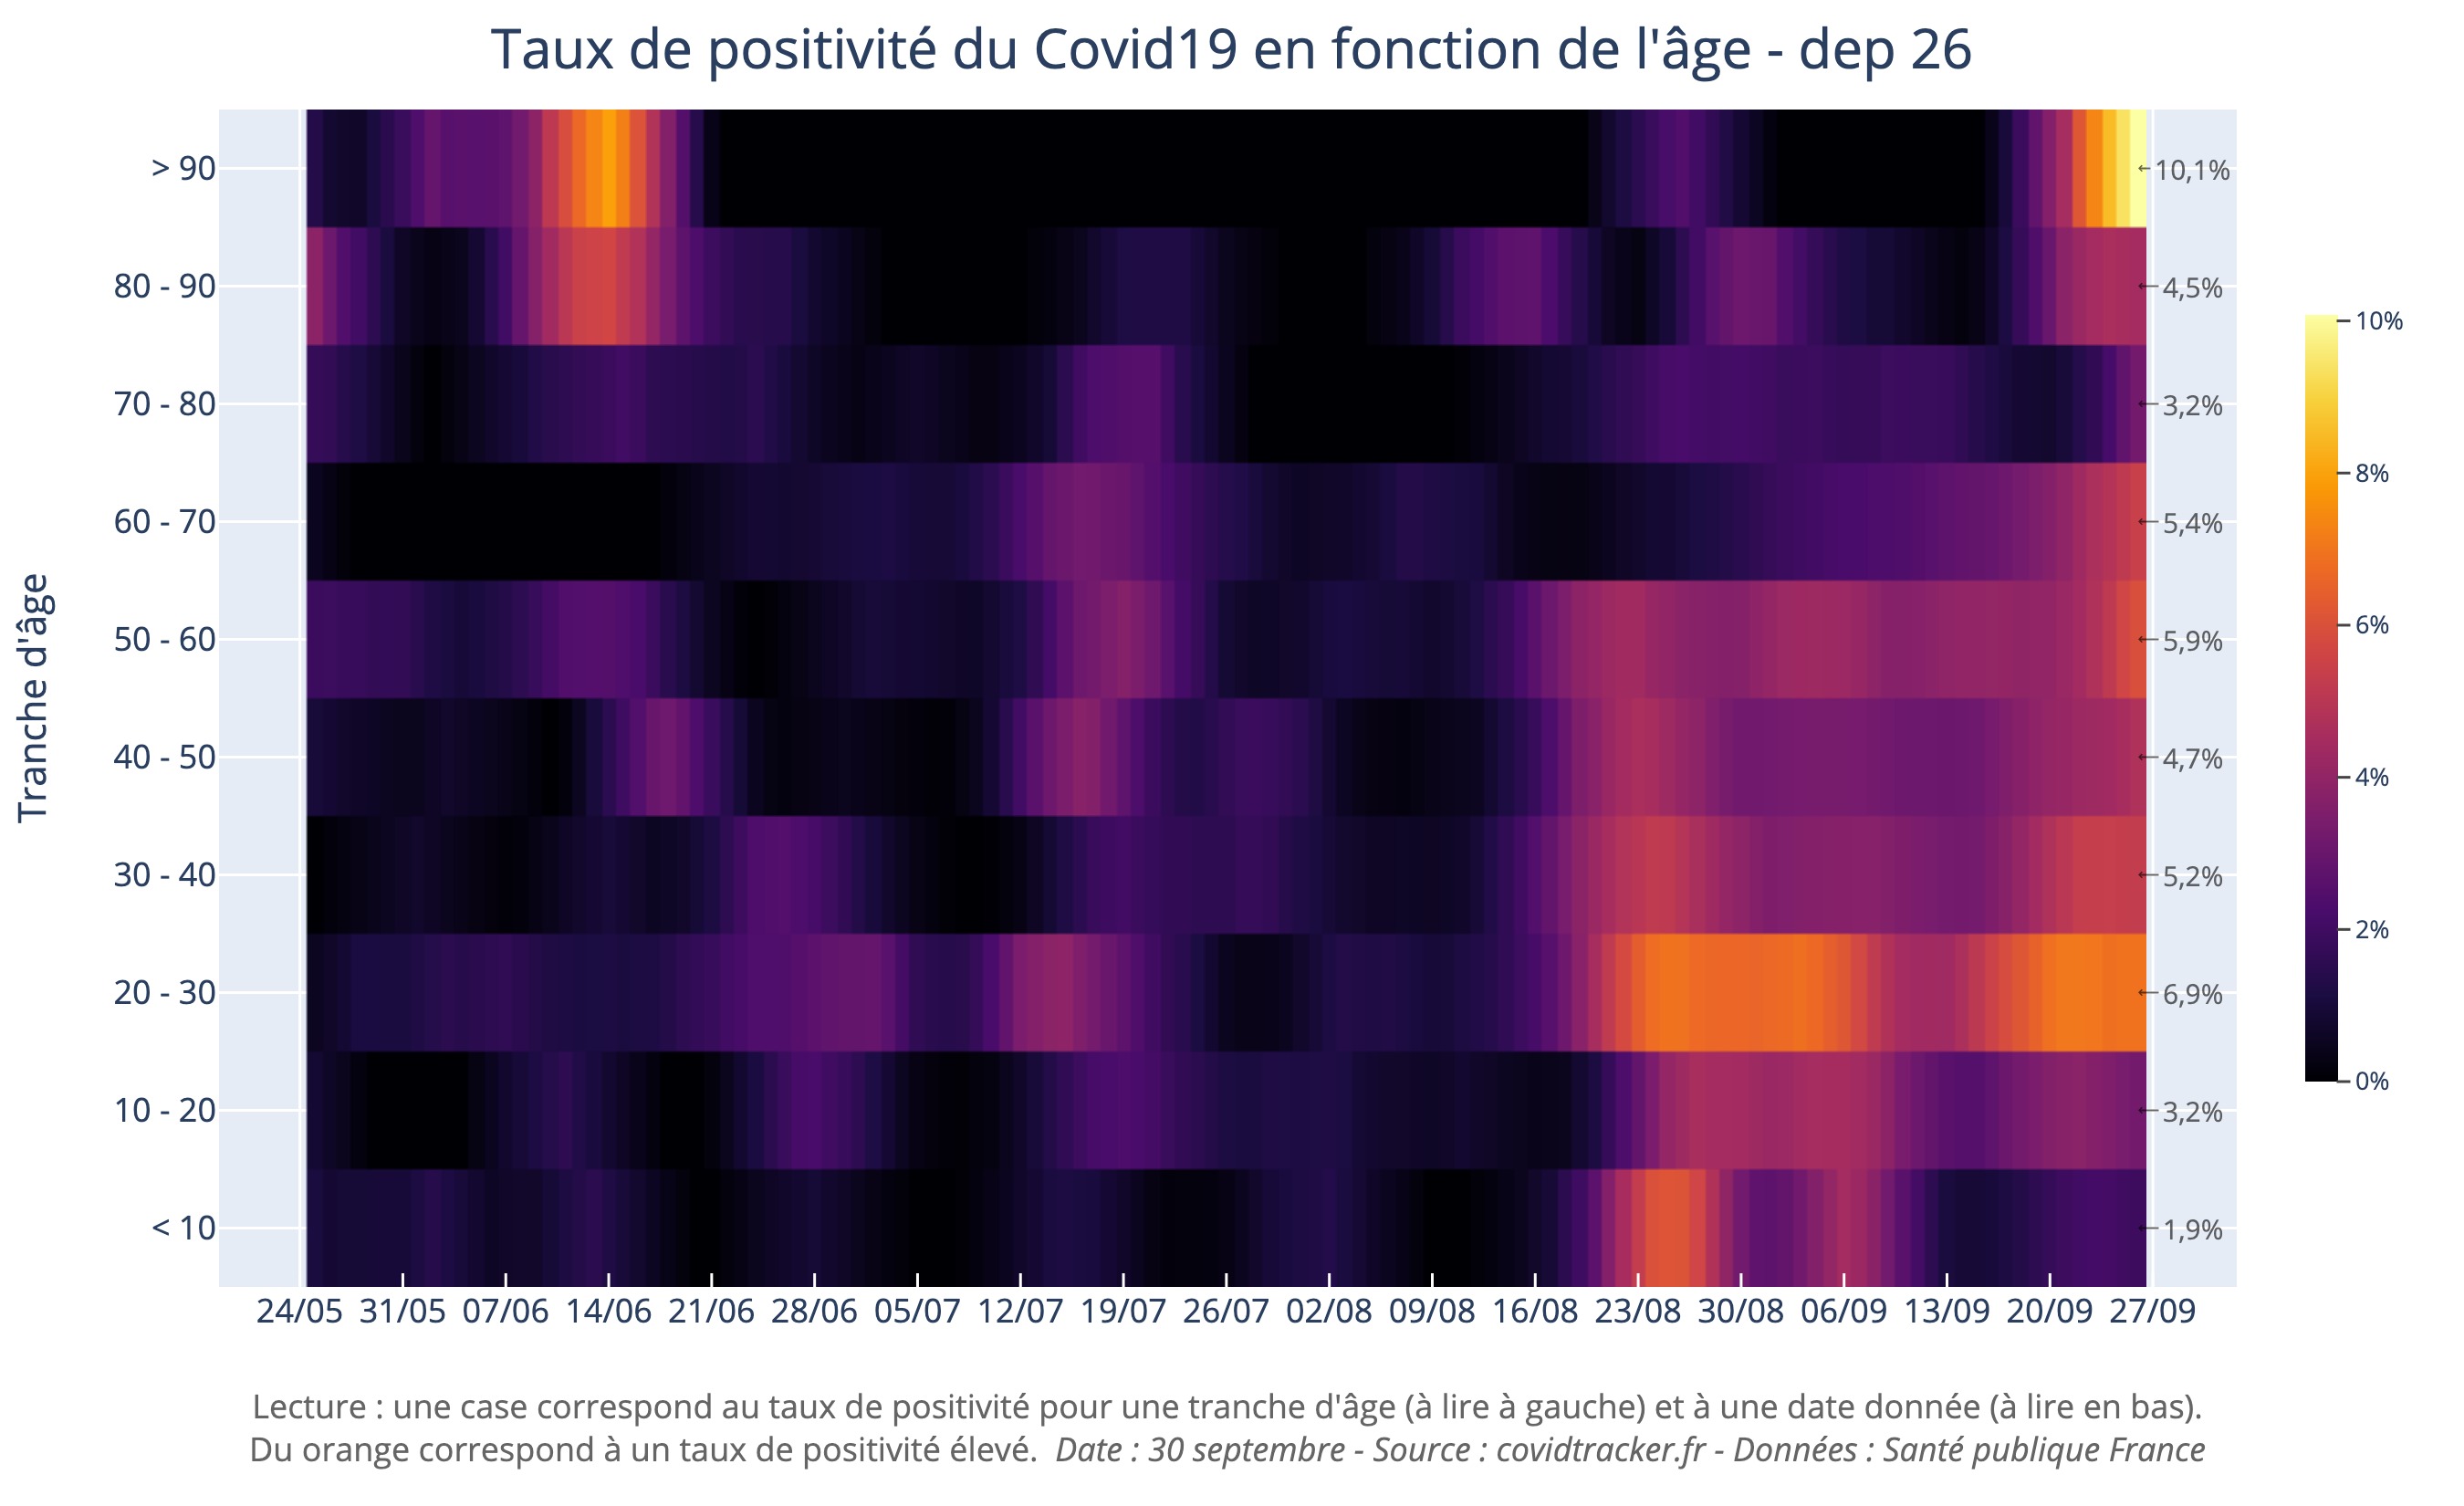 Taux de positivité du Covid19 en fonction de l'âge - dep 26
Tranche d'âge
> 90
80 - 90
70 - 80
60 - 70
50 - 60
40 - 50
30 - 40
20 - 30
10 - 20
< 10
←10,1%
←4,5%
←3,2%
←5,4%
←5,9%
←4,7%
←5,2%
←6,9%
←3,2%
←1,9%
10%
8%
6%
4%
2%
0%
24/05 31/05 07/06 14/06 21/06 28/06 05/07 12/07 19/07 26/07 02/08 09/08 16/08 23/08 30/08 06/09 13/09 20/09 27/09
Lecture : une case correspond au taux de positivité pour une tranche d'âge (à lire à gauche) et à une date donnée (à lire en bas).
Du orange correspond à un taux de positivité élevé. Date : 30 septembre - Source : covidtracker.fr - Données : Santé publique France